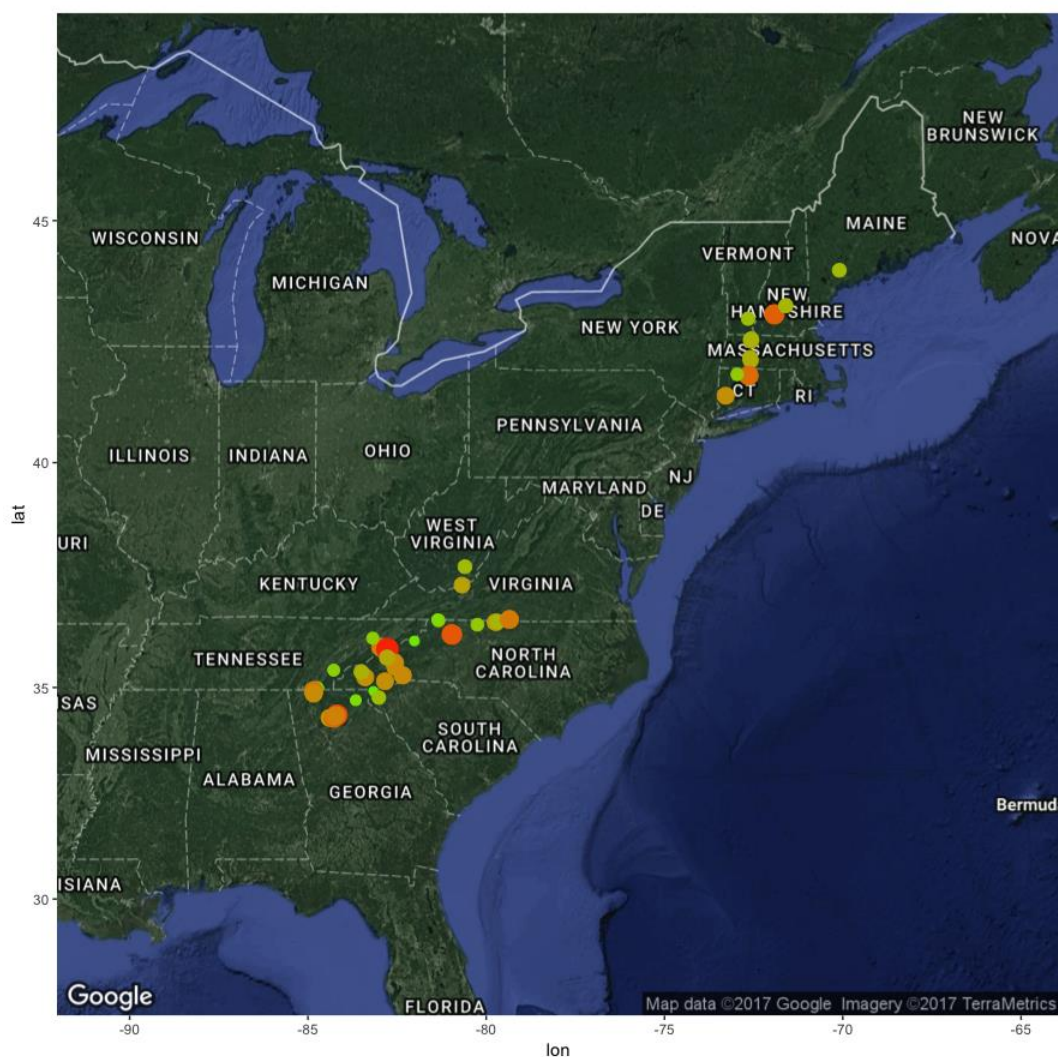 NEW
BRUNSWICK
MAINE
45
WISCONSIN
NOVA
VERMONT
MICHIGAN
NEW
HAMPSHIRE
NEW YORK
MASSACHUSETTS
CT
RI
PENNSYLVANIA
ILLINOIS
INDIANA
OHIO
40
NJ
MARYLAND
DE
lat
WEST
VIRGINIA
URI
KENTUCKY
VIRGINIA
TENNESSEE
NORTH
CAROLINA
35
SAS
SOUTH
CAROLINA
MISSISSIPPI
ALABAMA
GEORGIA
Bermud
ISIANA
30
Google
FLORIDA
Map data ©2017 Google Imagery ©2017 TerraMetrics
-90
-85
-80
-75
-70
-65
lon